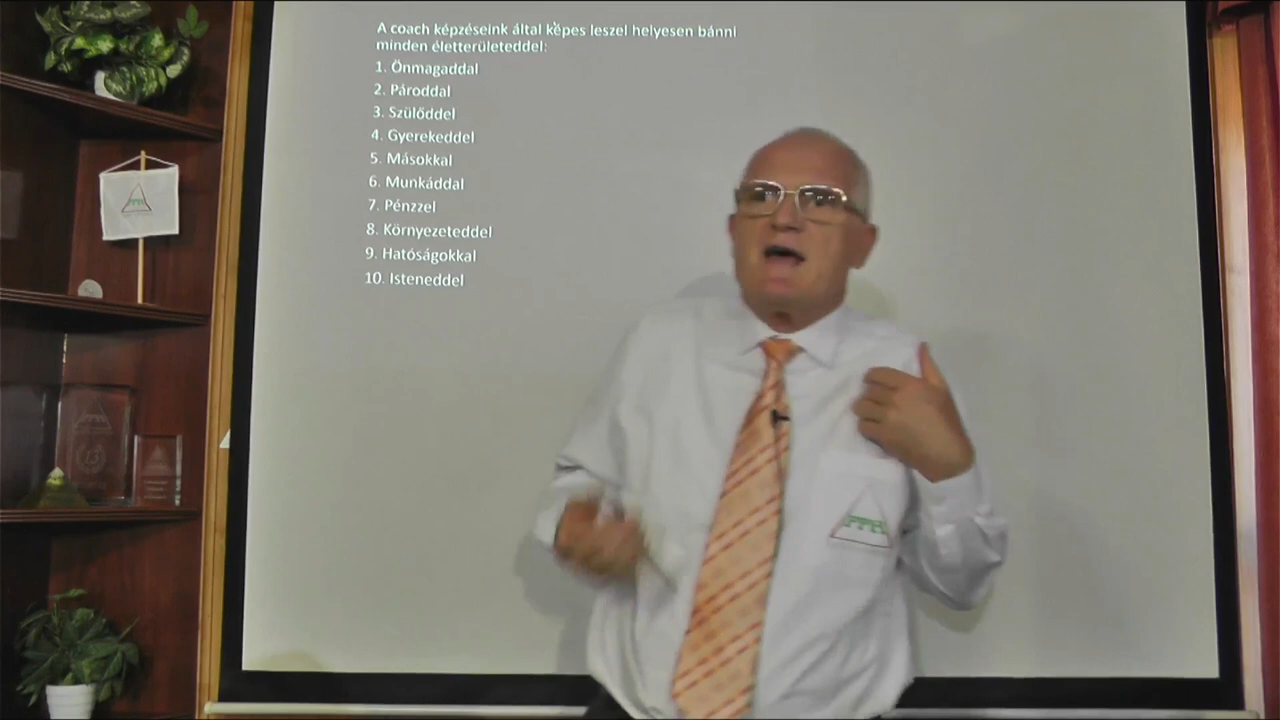 A coach képzéseink által képes leszel helyesen bánni
minden életterületeddel:
1. Önmagaddal
2. Pároddal
3. Szülőddel
4. Gyerekeddel
5. Másokkal
6. Munkáddal
7. Pénzzel
8. Környezeteddel
9. Hatóságokkal
10. Isteneddel